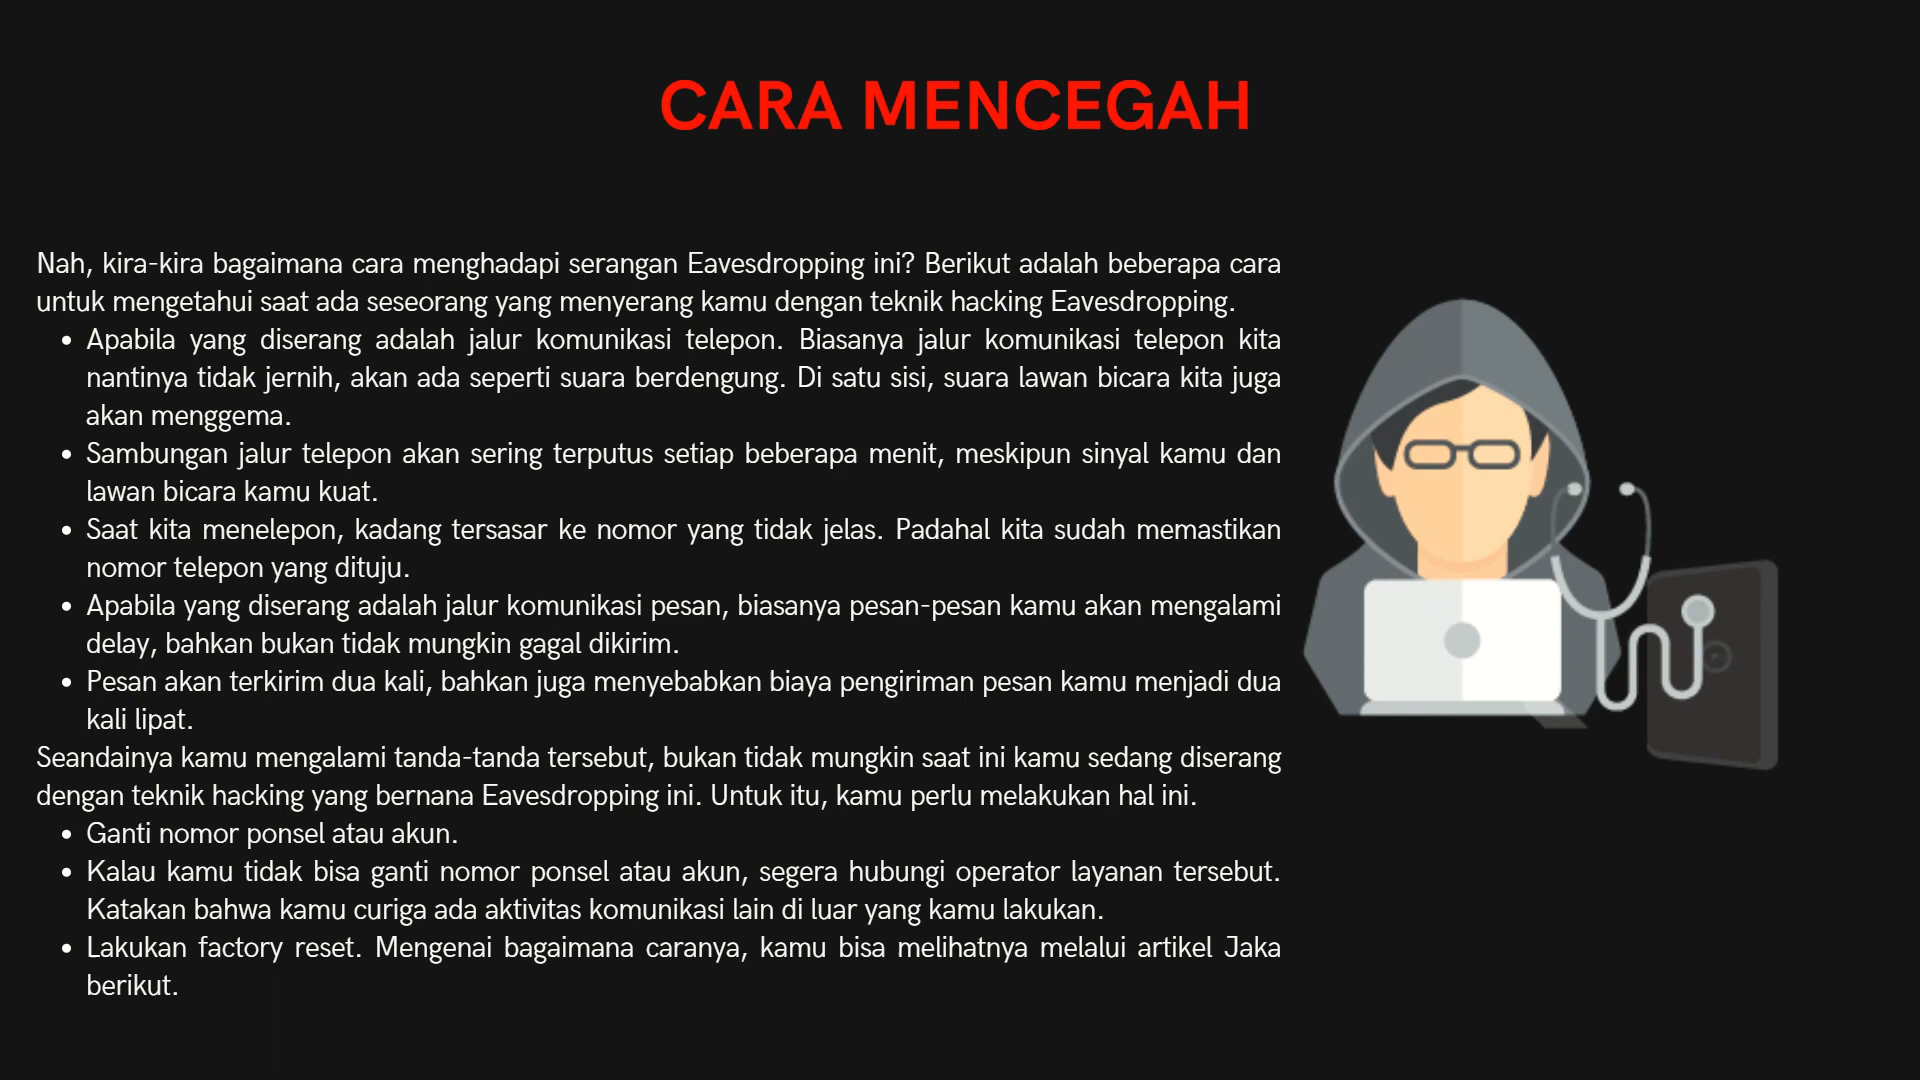 CARA MENCEGAH
Nah, kira-kira bagaimana cara menghadapi serangan Eavesdropping ini? Berikut adalah beberapa cara
untuk mengetahui saat ada seseorang yang menyerang kamu dengan teknik hacking Eavesdropping.
• Apabila yang diserang adalah jalur komunikasi telepon. Biasanya jalur komunikasi telepon kita
nantinya tidak jernih, akan ada seperti suara berdengung. Di satu sisi, suara lawan bicara kita juga
akan menggema.
• Sambungan jalur telepon akan sering terputus setiap beberapa menit, meskipun sinyal kamu dan
lawan bicara kamu kuat.
• Saat kita menelepon, kadang tersasar ke nomor yang tidak jelas. Padahal kita sudah memastikan
nomor telepon yang dituju.
• Apabila yang diserang adalah jalur komunikasi pesan, biasanya pesan-pesan kamu akan mengalami
delay, bahkan bukan tidak mungkin gagal dikirim.
• Pesan akan terkirim dua kali, bahkan juga menyebabkan biaya pengiriman pesan kamu menjadi dua
kali lipat.
Seandainya kamu mengalami tanda-tanda tersebut, bukan tidak mungkin saat ini kamu sedang diserang
dengan teknik hacking yang bernana Eavesdropping ini. Untuk itu, kamu perlu melakukan hal ini.
• Ganti nomor ponsel atau akun.
• Kalau kamu tidak bisa ganti nomor ponsel atau akun, segera hubungi operator layanan tersebut.
Katakan bahwa kamu curiga ada aktivitas komunikasi lain di luar yang kamu lakukan.
• Lakukan factory reset. Mengenai bagaimana caranya, kamu bisa melihatnya melalui artikel Jaka
berikut.